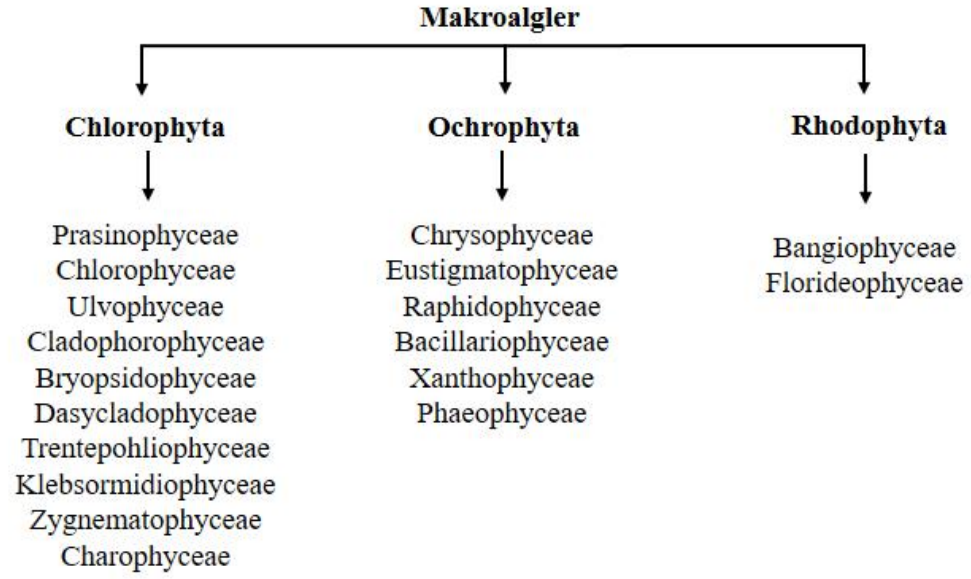 Makroalgler
Chlorophyta
Prasinophyceae
Chlorophyceae
Ulvophyceae
Cladophorophyceae
Bryopsidophyceae
Dasycladophyceae
Trentepohliophyceae
Klebsormidiophyceae
Zygnematophyceae
Charophyceae
Ochrophyta
Chrysophyceae
Eustigmatophyceae
Raphidophyceae
Bacillariophyceae
Xanthophyceae
Phaeophyceae
Rhodophyta
Bangiophyceae
Florideophyceae